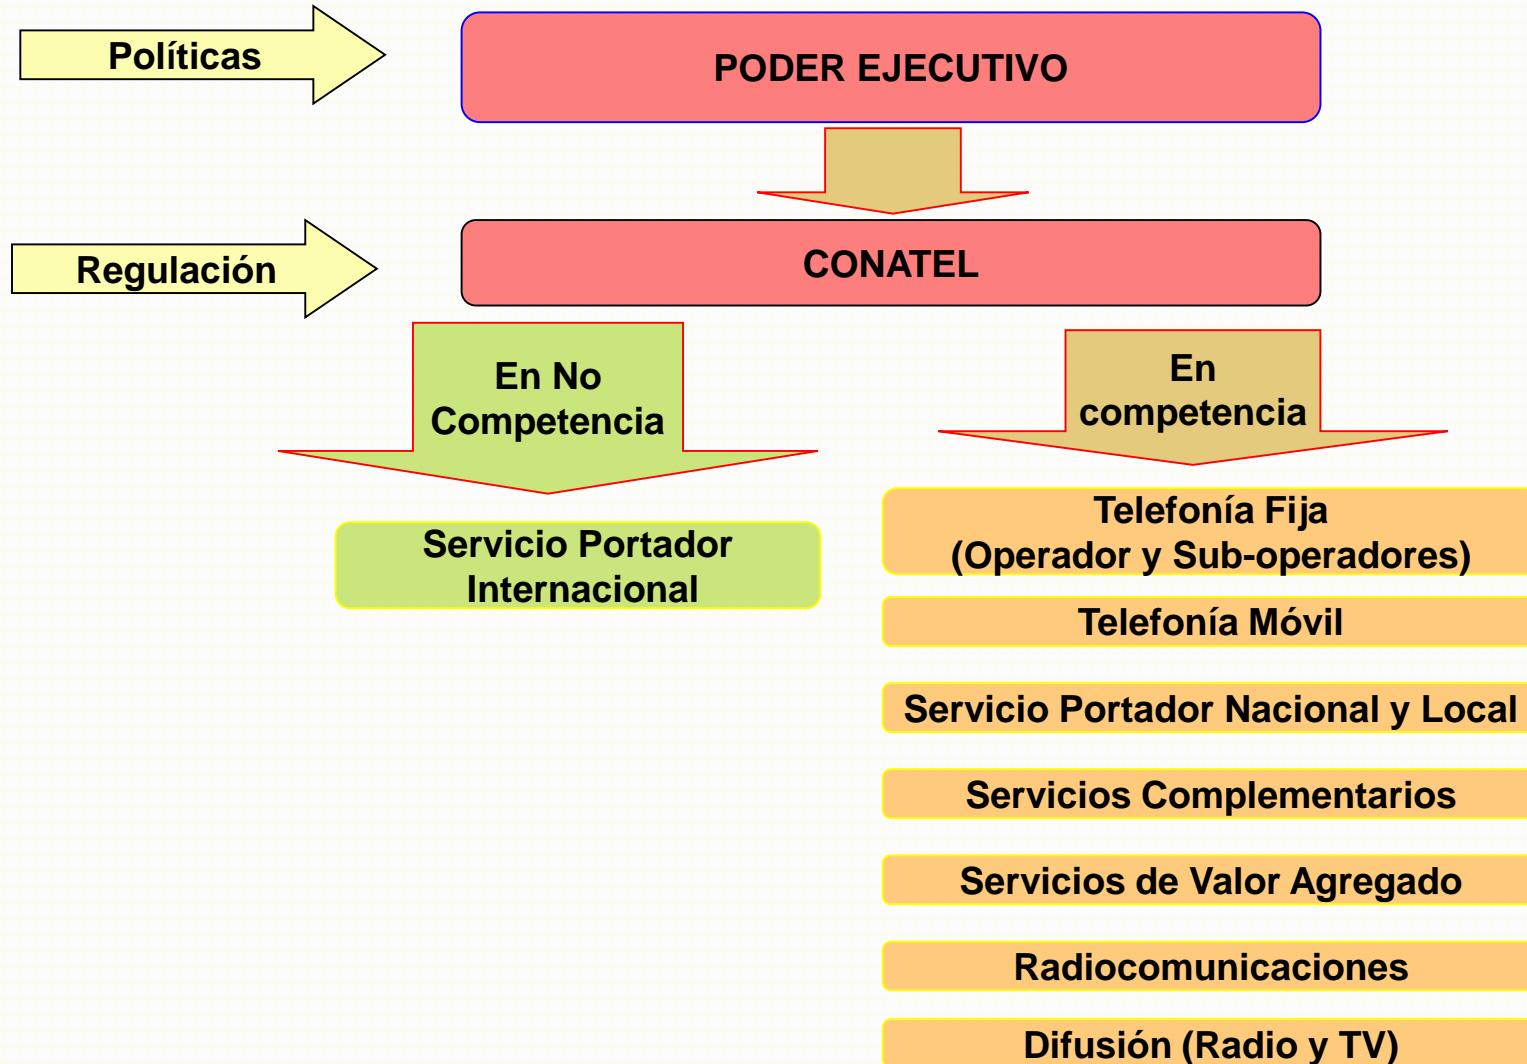 Políticas
PODER EJECUTIVO
Regulación
CONATEL
En No
Competencia
En
competencia
Servicio Portador
Internacional
Telefonía Fija
(Operador y Sub-operadores)
Telefonía Móvil
Servicio Portador Nacional y Local
Servicios Complementarios
Servicios de Valor Agregado
Radiocomunicaciones
Difusión (Radio y TV)